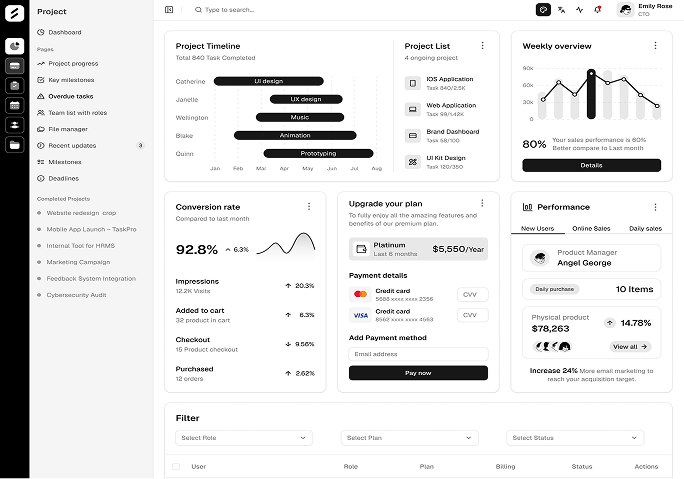 Project
Dashboard
Pages
Project progress
Key milestones
Overdue tasks
Team list with roles
File manager
Recent updates 3
Milestones
Deadlines
Completed Projects
Website redesign crop
Mobile App Launch – TaskPro
Internal Tool for HRMS
Marketing Campaign
Feedback System Integration
Cybersecurity Audit
Type to search...
Emily Rose
CTO
Project Timeline
Total 840 Task Completed
Catherine
UI design
Janelle
UX design
Wellington
Music
Blake
Animation
Quinn
Prototyping
Jan Feb Mar Apr May Jun Jul Aug
Project List
4 ongoing project
IOS Application
Task 840/2.5K
Web Application
Task 99/1.42K
Brand Dashboard
Task 58/100
UI Kit Design
Task 120/350
Weekly overview
90k
60k
30k
0
80%
Your sales performance is 60%
Better compare to Last month
Details
Conversion rate
Compared to last month
92.8% 6.3%
Impressions
12.2K Visits
20.3%
Added to cart
32 product in cart
6.3%
Checkout
15 Product checkout
9.56%
Purchased
12 orders
2.62%
Upgrade your plan
To fully enjoy all the amazing features and
benefits of our premium plan.
Platinum
Last 6 months
$5,550/Year
Payment details
Credit card
5688 xxxx xxxx 2356
CVV
VISA
Credit card
8562 xxxx xxxx 4563
CVV
Add Payment method
Email address
Pay now
Performance
New Users Online Sales Daily sales
Product Manager
Angel George
Daily purchase 10 Items
Physical product
$78,263
14.78%
View all
Increase 24% More email marketing to
reach your acquisition target.
Filter
Select Role Select Plan Select Status
User Role Plan Billing Status Actions